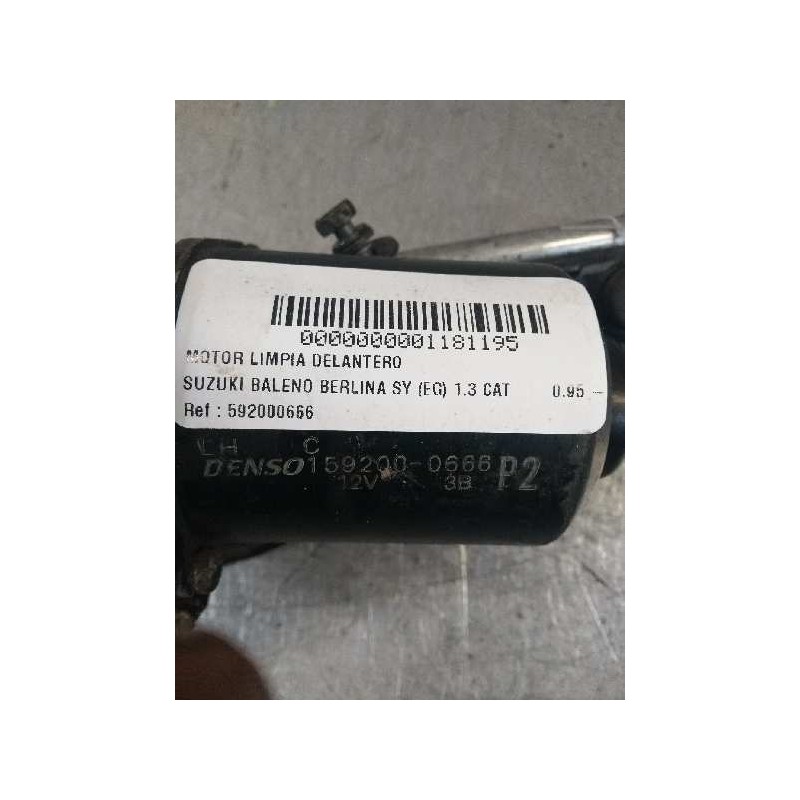 0000000001181195
MOTOR LIMPIA DELANTERO
SUZUKI BALENO BERLINA SY (EG) 1.3 CAT 0.95 —
Ref : 592000666
LH C
DENSO 159200-0666 P2
12V 3B